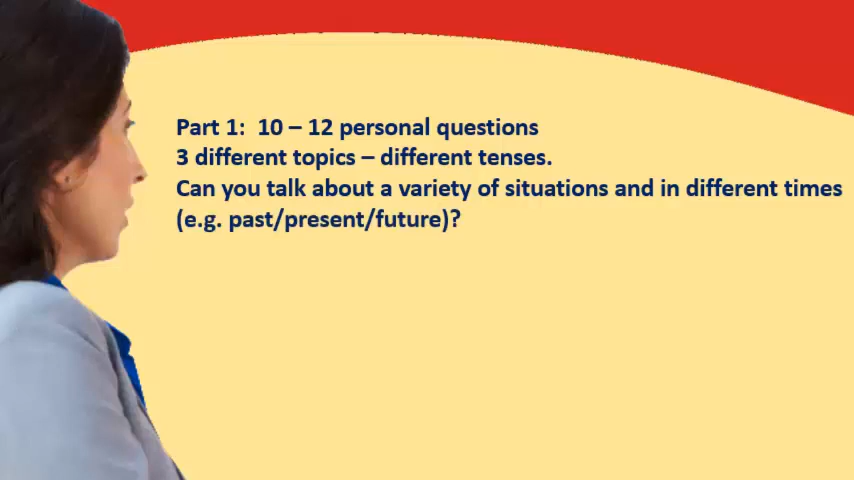 Part 1:  10 – 12 personal questions
3 different topics – different tenses.
Can you talk about a variety of situations and in different times
(e.g. past/present/future)?